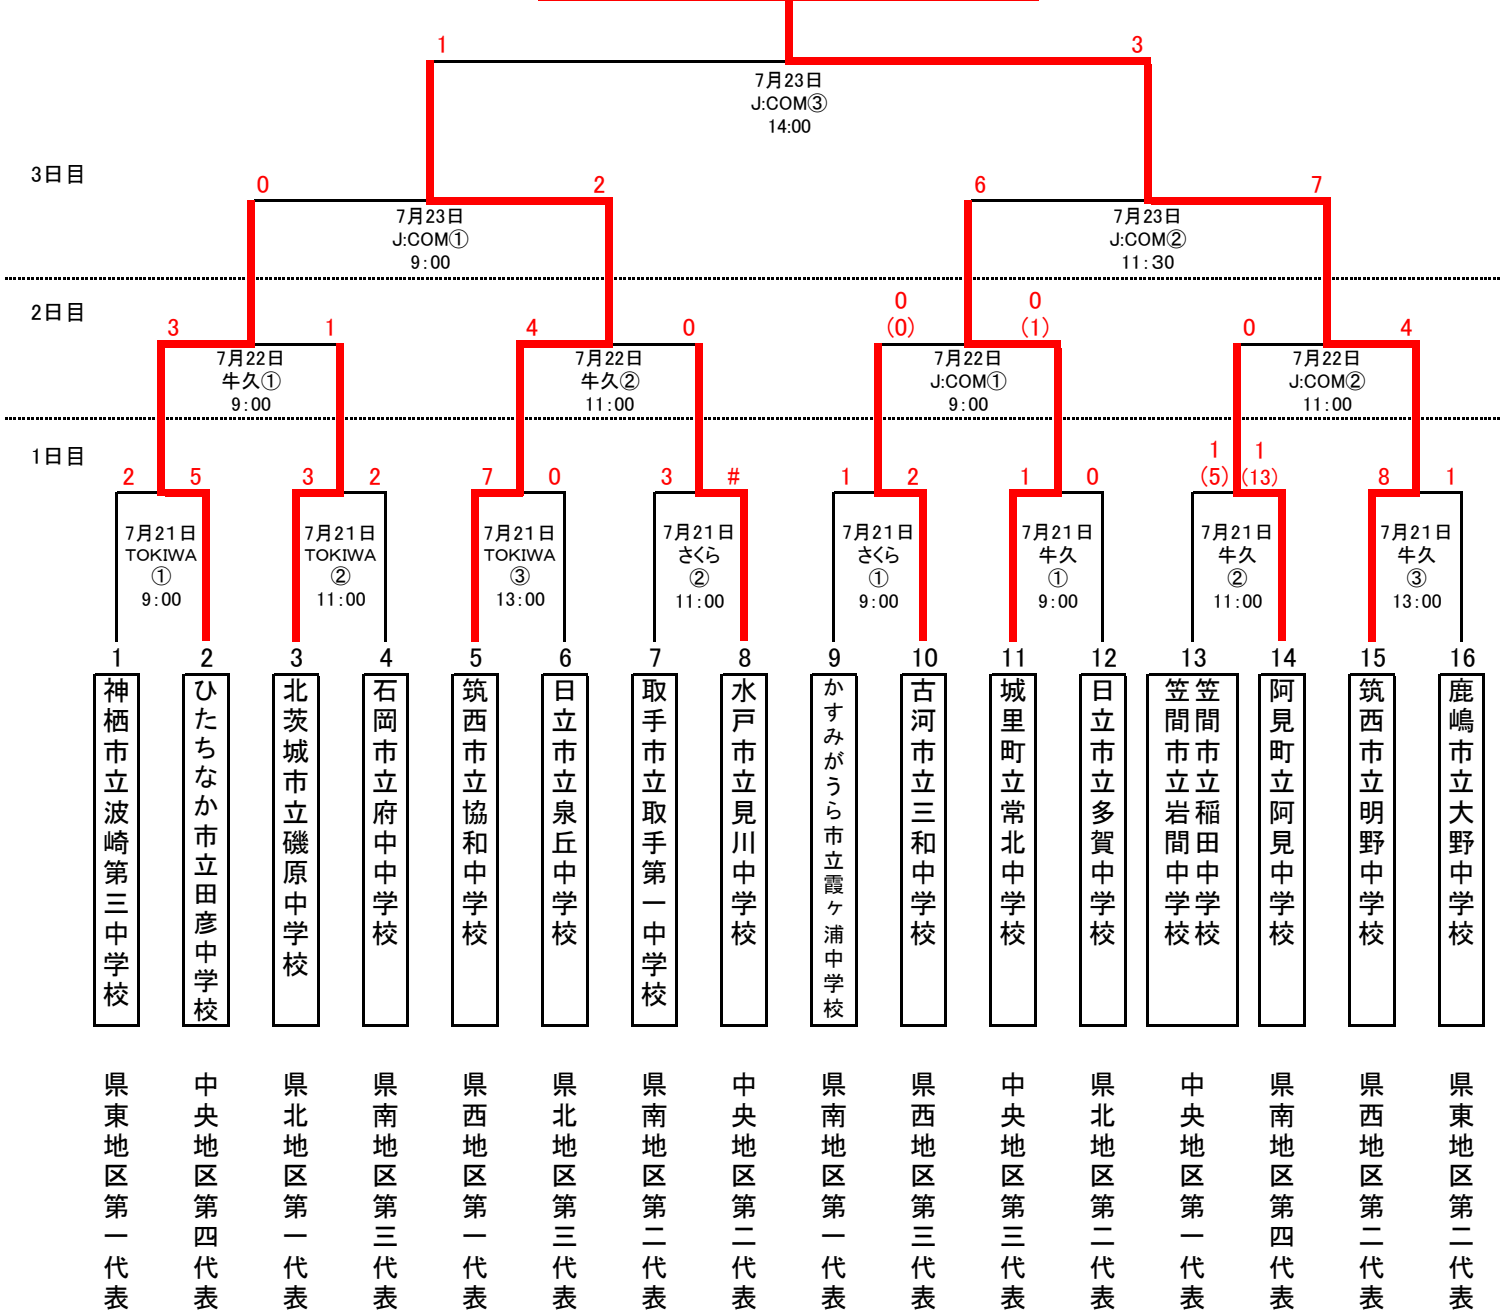 1
3
7月23日
J:COM③
14:00
3日目
0
2
6
7
7月23日
J:COM①
9:00
7月23日
J:COM②
11:30
2日目
3
1
4
0
0
(0)
0
(1)
0
4
7月22日
牛久①
9:00
7月22日
牛久②
11:00
7月22日
J:COM①
9:00
7月22日
J:COM②
11:00
1日目
2
5
3
2
7
0
3
#
1
2
1
0
1
(5)
1
(13)
8
1
7月21日
TOKIWA
①
9:00
7月21日
TOKIWA
②
11:00
7月21日
TOKIWA
③
13:00
7月21日
さくら
②
11:00
7月21日
さくら
①
9:00
7月21日
牛久
①
9:00
7月21日
牛久
②
11:00
7月21日
牛久
③
13:00
1
2
3
4
5
6
7
8
9
10
11
12
13
14
15
16
神栖市立波崎第三中学校
ひたちなか市立田彦中学校
北茨城市立磯原中学校
石岡市立府中中学校
筑西市立協和中学校
日立市立泉丘中学校
取手市立取手第一中学校
水戸市立見川中学校
かすみがうら市立霞ヶ浦中学校
古河市立三和中学校
城里町立常北中学校
日立市立多賀中学校
笠間市立稲田中学校
笠間市立岩間中学校
阿見町立阿見中学校
筑西市立明野中学校
鹿嶋市立大野中学校
県東地区第一代表
中央地区第四代表
県北地区第一代表
県南地区第三代表
県西地区第一代表
県北地区第三代表
県南地区第二代表
中央地区第二代表
県南地区第一代表
県西地区第三代表
中央地区第三代表
県北地区第二代表
中央地区第一代表
県南地区第四代表
県西地区第二代表
県東地区第二代表